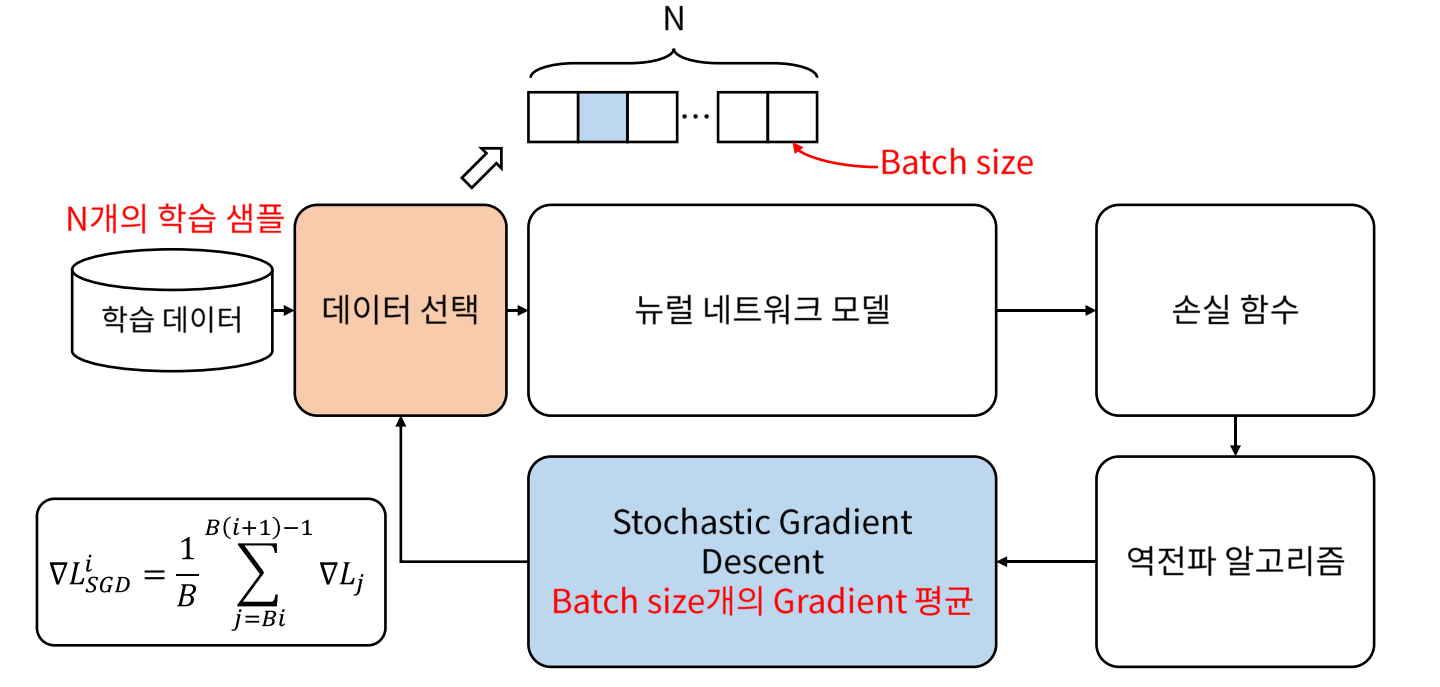 N
...
Batch size
N개의 학습 샘플
학습 데이터
데이터 선택
뉴럴 네트워크 모델
손실 함수
Stochastic Gradient
Descent
Batch size개의 Gradient 평균
역전파 알고리즘
∇L^i_{SGD} = \frac{1}{B} \sum_{j=Bi}^{B(i+1)-1} ∇L_j